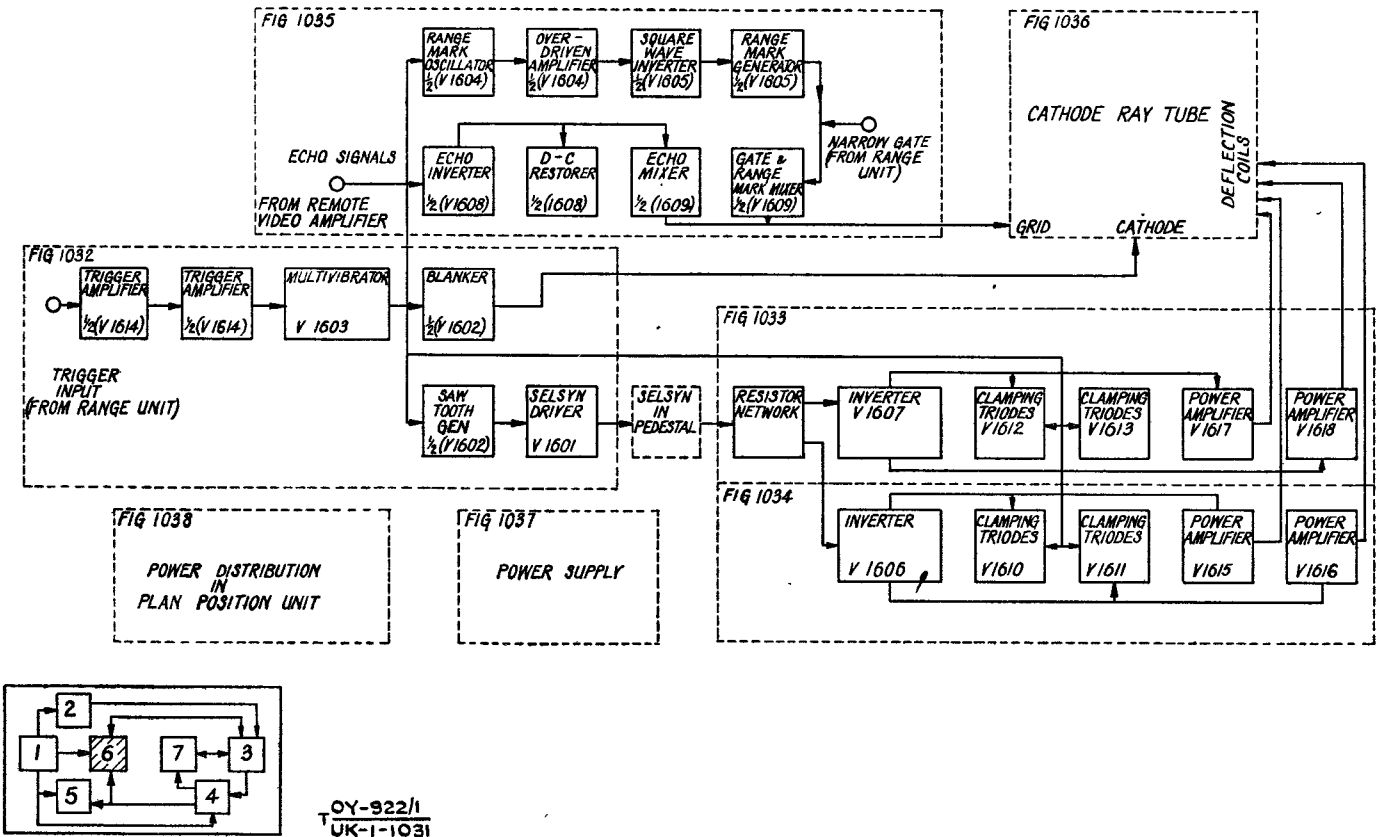 FIG 1035
RANGE
MARK
OSCILLATOR
½(V1604)
OVER-
DRIVEN
AMPLIFIER
½(V1604)
SQUARE
WAVE
INVERTER
½(V1605)
RANGE
MARK
GENERATOR
½(V1605)
NARROW GATE
(FROM RANGE
UNIT)
ECHO SIGNALS
FROM REMOTE
VIDEO AMPLIFIER
ECHO
INVERTER
½(V1608)
D-C
RESTORER
½(1608)
ECHO
MIXER
½(1609)
GATE &
RANGE
MARK MIXER
½(V1609)
FIG 1036
CATHODE RAY TUBE
DEFLECTION
COILS
GRID
CATHODE
FIG 1032
TRIGGER
AMPLIFIER
½(V1614)
TRIGGER
AMPLIFIER
½(V1614)
MULTIVIBRATOR
V 1603
BLANKER
½(V1602)
TRIGGER
INPUT
(FROM RANGE UNIT)
SAW
TOOTH
GEN
½(V1602)
SELSYN
DRIVER
V 1601
SELSYN
IN
PEDESTAL
FIG 1033
RESISTOR
NETWORK
INVERTER
V 1607
CLAMPING
TRIODES
V1612
CLAMPING
TRIODES
V1613
POWER
AMPLIFIER
V1617
POWER
AMPLIFIER
V1618
FIG 1034
INVERTER
V 1606
CLAMPING
TRIODES
V1610
CLAMPING
TRIODES
V1611
POWER
AMPLIFIER
V1615
POWER
AMPLIFIER
V1616
FIG 1038
POWER DISTRIBUTION
IN
PLAN POSITION UNIT
FIG 1037
POWER SUPPLY
2
1
6
7
3
5
4
T OY-922/1
UK-1-1031